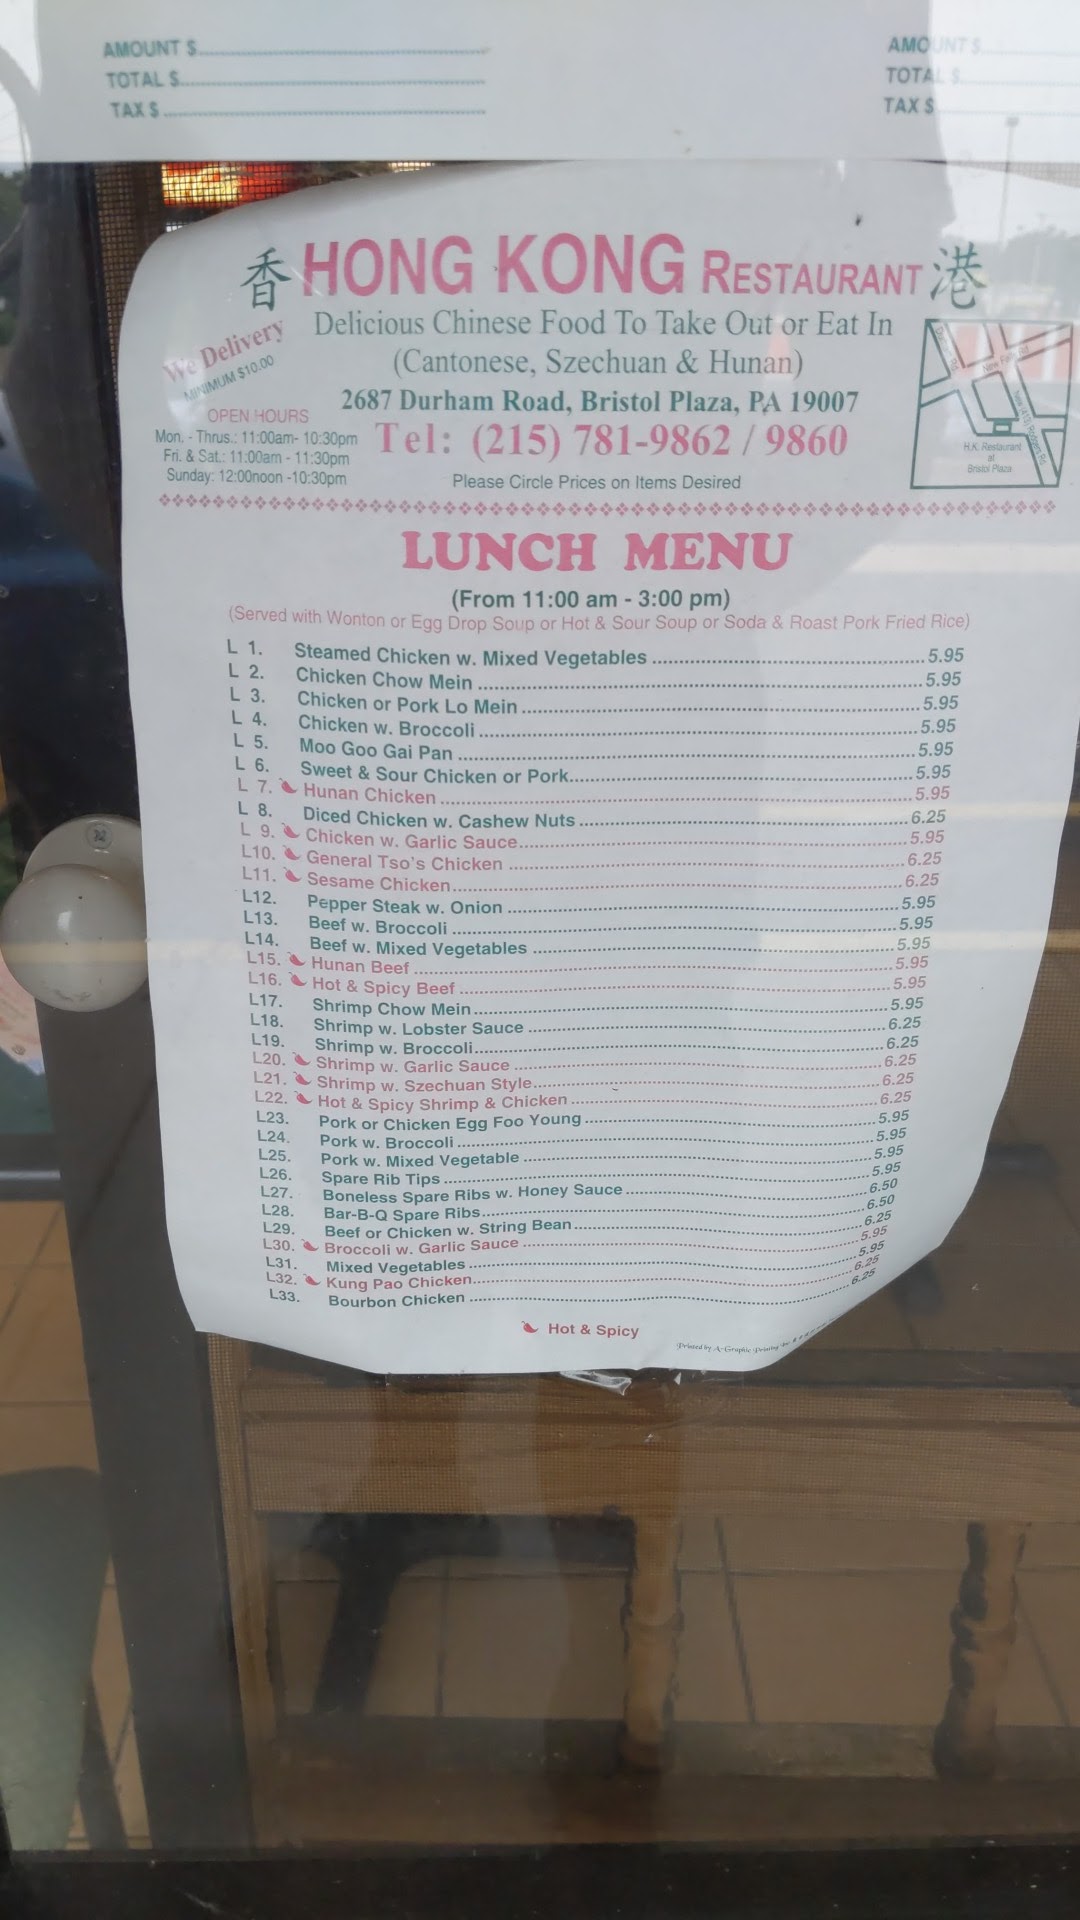 AMOUNT $ AMOUNT $
TOTAL $ TOTAL $
TAX $ TAX $
香 HONG KONG RESTAURANT 港
Delicious Chinese Food To Take Out or Eat In
(Cantonese, Szechuan & Hunan)
We Delivery
MINIMUM $10.00
2687 Durham Road, Bristol Plaza, PA 19007
OPEN HOURS
Mon. - Thrus.: 11:00am- 10:30pm
Fri. & Sat.: 11:00am - 11:30pm
Sunday: 12:00noon -10:30pm
Tel: (215) 781-9862 / 9860
Please Circle Prices on Items Desired
H.K. Restaurant
at
Bristol Plaza
LUNCH MENU
(From 11:00 am - 3:00 pm)
(Served with Wonton or Egg Drop Soup or Hot & Sour Soup or Soda & Roast Pork Fried Rice)
L 1. Steamed Chicken w. Mixed Vegetables 5.95
L 2. Chicken Chow Mein 5.95
L 3. Chicken or Pork Lo Mein 5.95
L 4. Chicken w. Broccoli 5.95
L 5. Moo Goo Gai Pan 5.95
L 6. Sweet & Sour Chicken or Pork 5.95
L 7. Hunan Chicken 5.95
L 8. Diced Chicken w. Cashew Nuts 6.25
L 9. Chicken w. Garlic Sauce 5.95
L10. General Tso's Chicken 6.25
L11. Sesame Chicken 6.25
L12. Pepper Steak w. Onion 5.95
L13. Beef w. Broccoli 5.95
L14. Beef w. Mixed Vegetables 5.95
L15. Hunan Beef 5.95
L16. Hot & Spicy Beef 5.95
L17. Shrimp Chow Mein 5.95
L18. Shrimp w. Lobster Sauce 6.25
L19. Shrimp w. Broccoli 6.25
L20. Shrimp w. Garlic Sauce 6.25
L21. Shrimp w. Szechuan Style 6.25
L22. Hot & Spicy Shrimp & Chicken 6.25
L23. Pork or Chicken Egg Foo Young 5.95
L24. Pork w. Broccoli 5.95
L25. Pork w. Mixed Vegetable 5.95
L26. Spare Rib Tips 5.95
L27. Boneless Spare Ribs w. Honey Sauce 6.50
L28. Bar-B-Q Spare Ribs 6.50
L29. Beef or Chicken w. String Bean 6.25
L30. Broccoli w. Garlic Sauce 5.95
L31. Mixed Vegetables 5.95
L32. Kung Pao Chicken 6.25
L33. Bourbon Chicken 6.25
Hot & Spicy
Printed by A-Graphic Printing